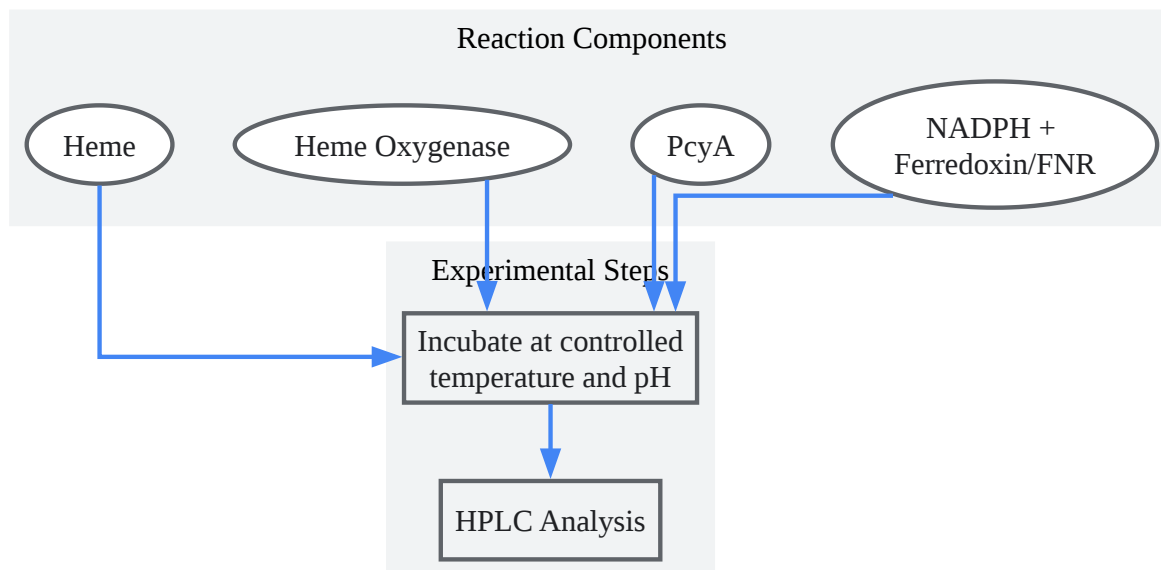 Reaction Components
Heme
Heme Oxygenase
PcyA
NADPH +
Ferredoxin/FNR
Experimental Steps
Incubate at controlled
temperature and pH
HPLC Analysis